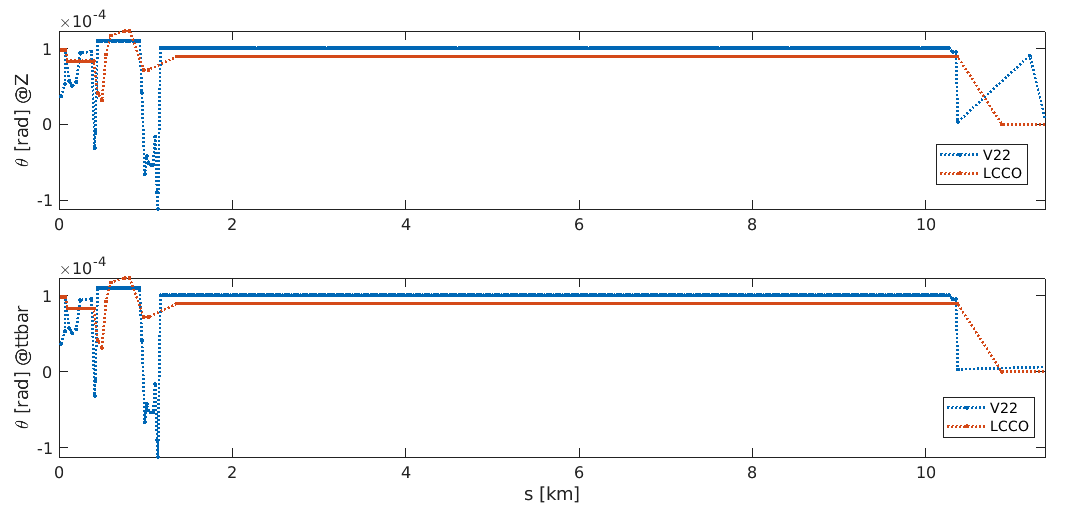 ×10⁻⁴
θ [rad] @Z
1
0
-1
0 2 4 6 8 10
V22
LCCO
×10⁻⁴
θ [rad] @ttbar
1
0
-1
0 2 4 6 8 10
V22
LCCO
s [km]